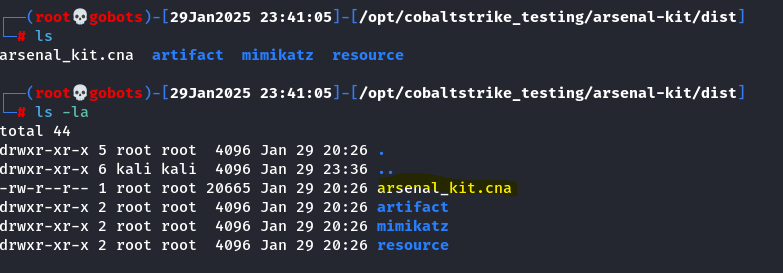 ┌──(root💀gobots)-[29Jan2025 23:41:05]-[/opt/cobaltstrike_testing/arsenal-kit/dist]
└─# ls
arsenal_kit.cna  artifact  mimikatz  resource
┌──(root💀gobots)-[29Jan2025 23:41:05]-[/opt/cobaltstrike_testing/arsenal-kit/dist]
└─# ls -la
total 44
drwxr-xr-x 5 root root  4096 Jan 29 20:26 .
drwxr-xr-x 6 kali kali  4096 Jan 29 23:36 ..
-rw-r--r-- 1 root root 20665 Jan 29 20:26 arsenal_kit.cna
drwxr-xr-x 2 root root  4096 Jan 29 20:26 artifact
drwxr-xr-x 2 root root  4096 Jan 29 20:26 mimikatz
drwxr-xr-x 2 root root  4096 Jan 29 20:26 resource